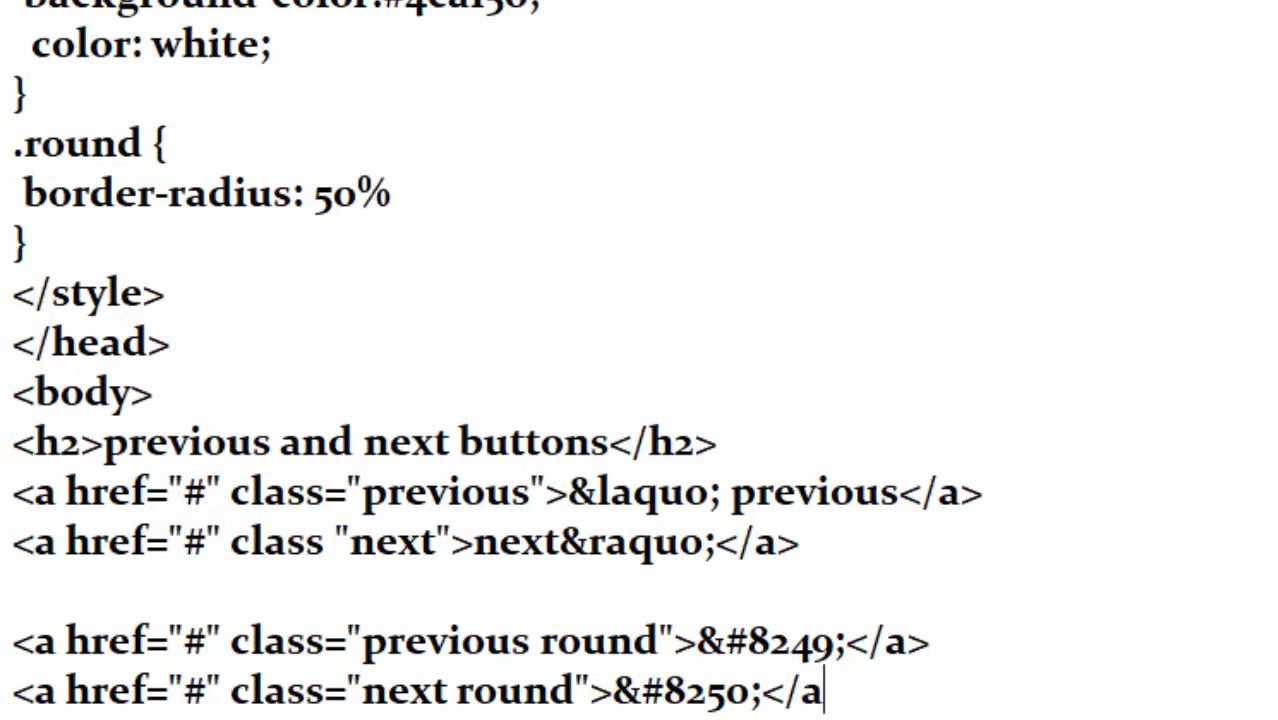 color: white;
}
.round {
border-radius: 50%
}
</style>
</head>
<body>
<h2>previous and next buttons</h2>
<a href="#" class="previous">&laquo; previous</a>
<a href="#" class "next">next&raquo;</a>
<a href="#" class="previous round">&#8249;</a>
<a href="#" class="next round">&#8250;</a